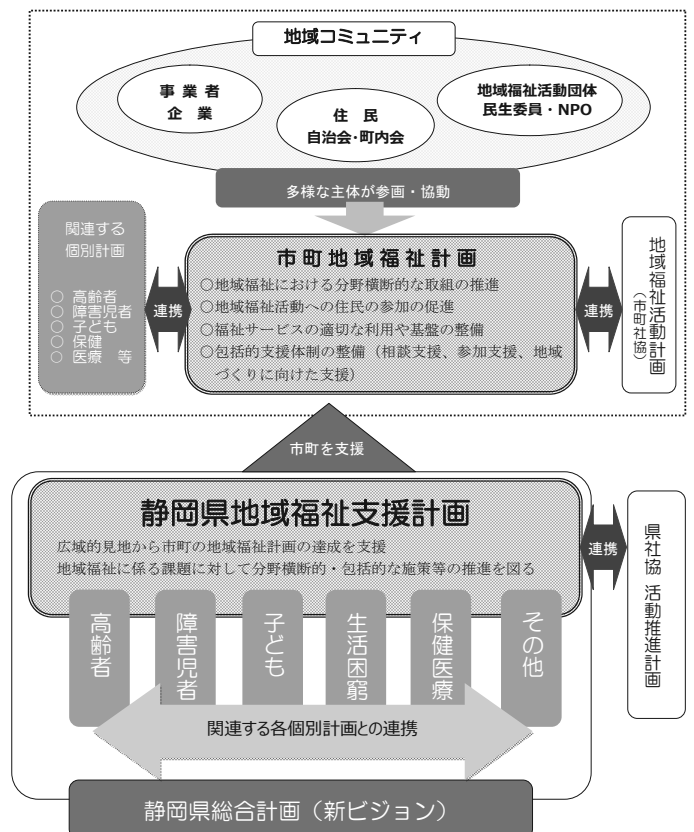 地域コミュニティ
事 業 者
企　業
住　民
自治会・町内会
地域福祉活動団体
民生委員・NPO
多様な主体が参画・協動
関連する
個別計画
○ 高齢者
○ 障害児者
○ 子ども
○ 保健
○ 医療　等
連携
市町地域福祉計画
○地域福祉における分野横断的な取組の推進
○地域福祉活動への住民の参加の促進
○福祉サービスの適切な利用や基盤の整備
○包括的支援体制の整備（相談支援、参加支援、地域
づくりに向けた支援）
連携
地域福祉活動計画
（市町社協）
市町を支援
静岡県地域福祉支援計画
広域的見地から市町の地域福祉計画の達成を支援
地域福祉に係る課題に対して分野横断的・包括的な施策等の推進を図る
連携
県社協 活動推進計画
高齢者
障害児者
子ども
生活困窮
保健医療
その他
関連する各個別計画との連携
静岡県総合計画（新ビジョン）